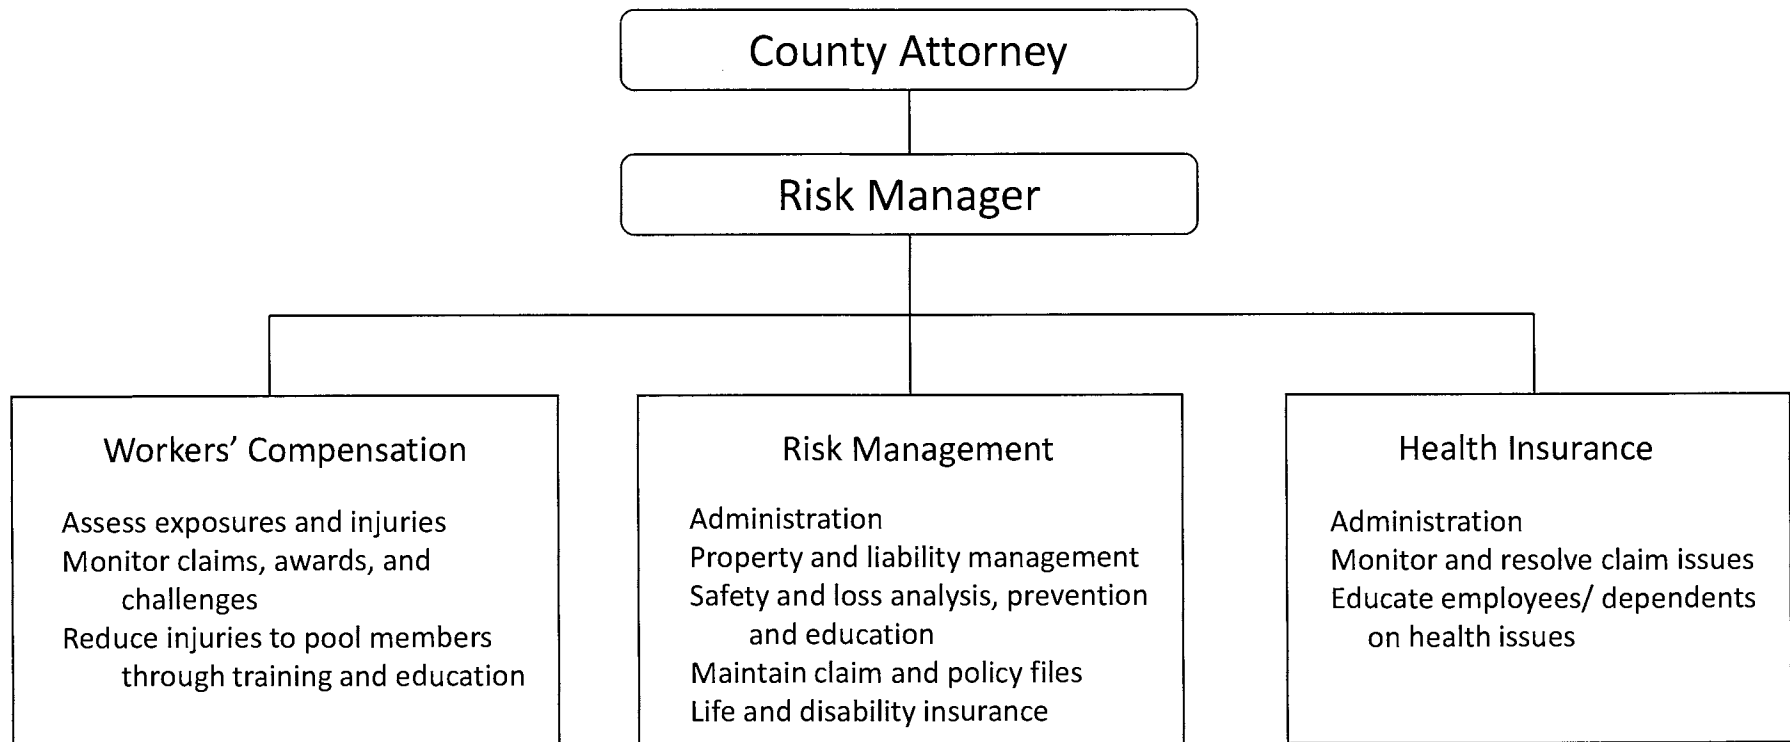 County Attorney
Risk Manager
Workers' Compensation
Assess exposures and injuries
Monitor claims, awards, and
challenges
Reduce injuries to pool members
through training and education
Risk Management
Administration
Property and liability management
Safety and loss analysis, prevention
and education
Maintain claim and policy files
Life and disability insurance
Health Insurance
Administration
Monitor and resolve claim issues
Educate employees/ dependents
on health issues